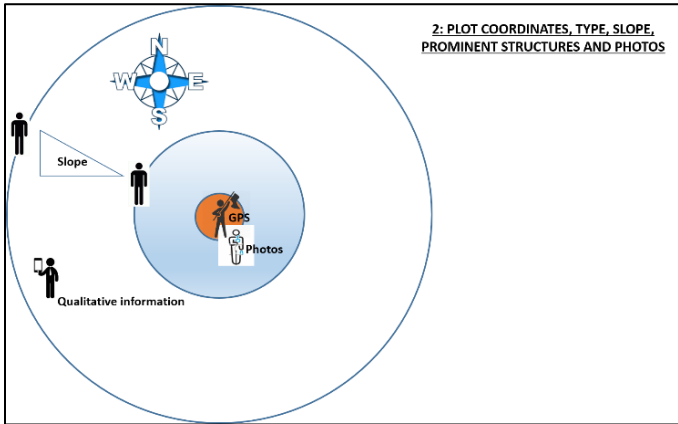 2: PLOT COORDINATES, TYPE, SLOPE,
PROMINENT STRUCTURES AND PHOTOS
N
W E
S
Slope
GPS
Photos
Qualitative information